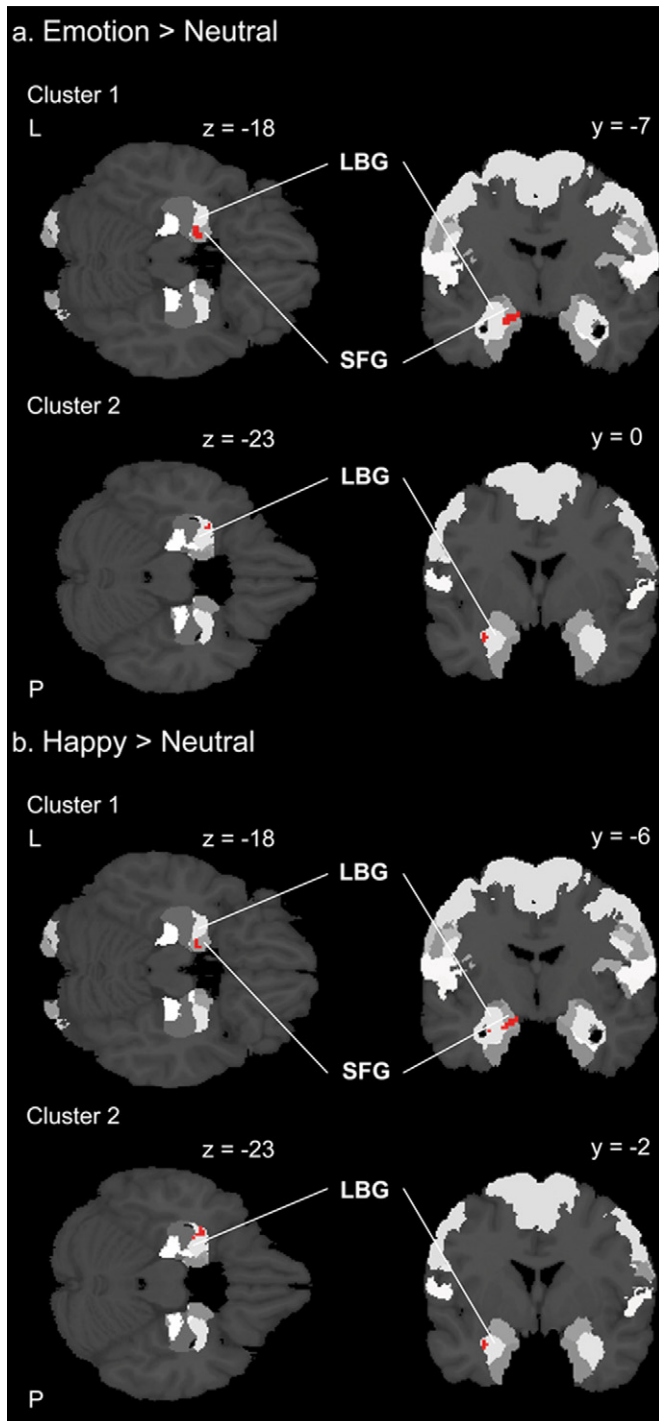 a. Emotion > Neutral
Cluster 1
L
z = -18
y = -7
LBG
SFG
Cluster 2
z = -23
y = 0
LBG
P
b. Happy > Neutral
Cluster 1
L
z = -18
y = -6
LBG
SFG
Cluster 2
z = -23
y = -2
LBG
P